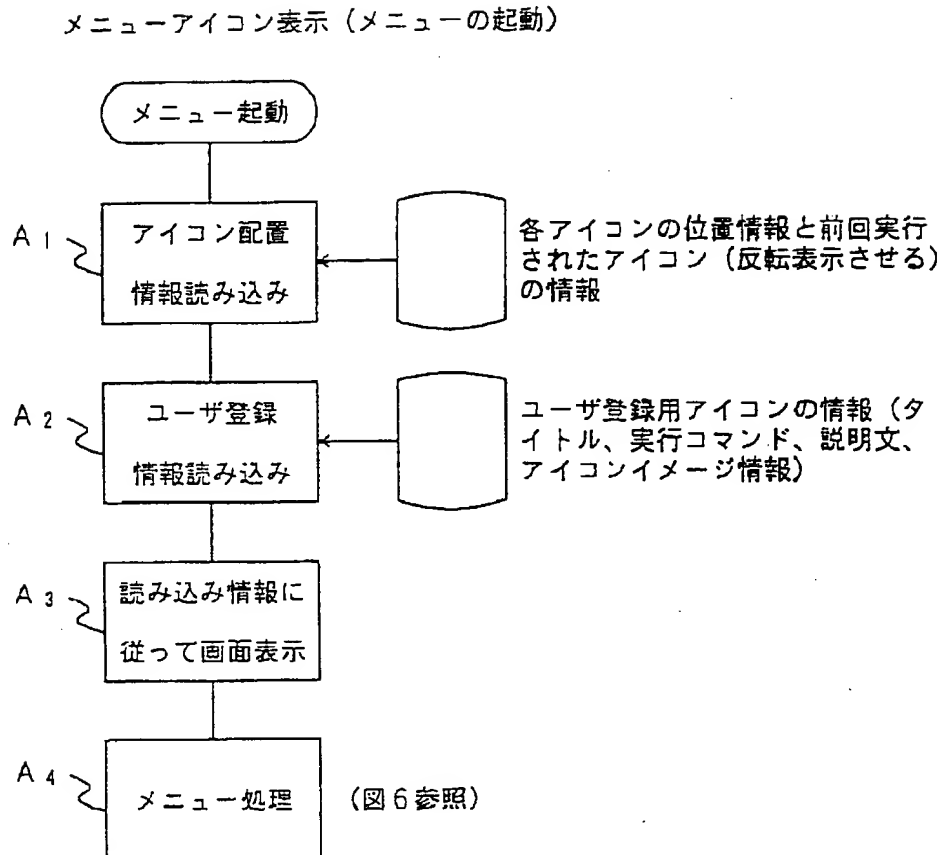 メニューアイコン表示（メニューの起動）
メニュー起動
A1
アイコン配置
情報読み込み
各アイコンの位置情報と前回実行
されたアイコン（反転表示させる）
の情報
A2
ユーザ登録
情報読み込み
ユーザ登録用アイコンの情報（タ
イトル、実行コマンド、説明文、
アイコンイメージ情報）
A3
読み込み情報に
従って画面表示
A4
メニュー処理
（図6参照）